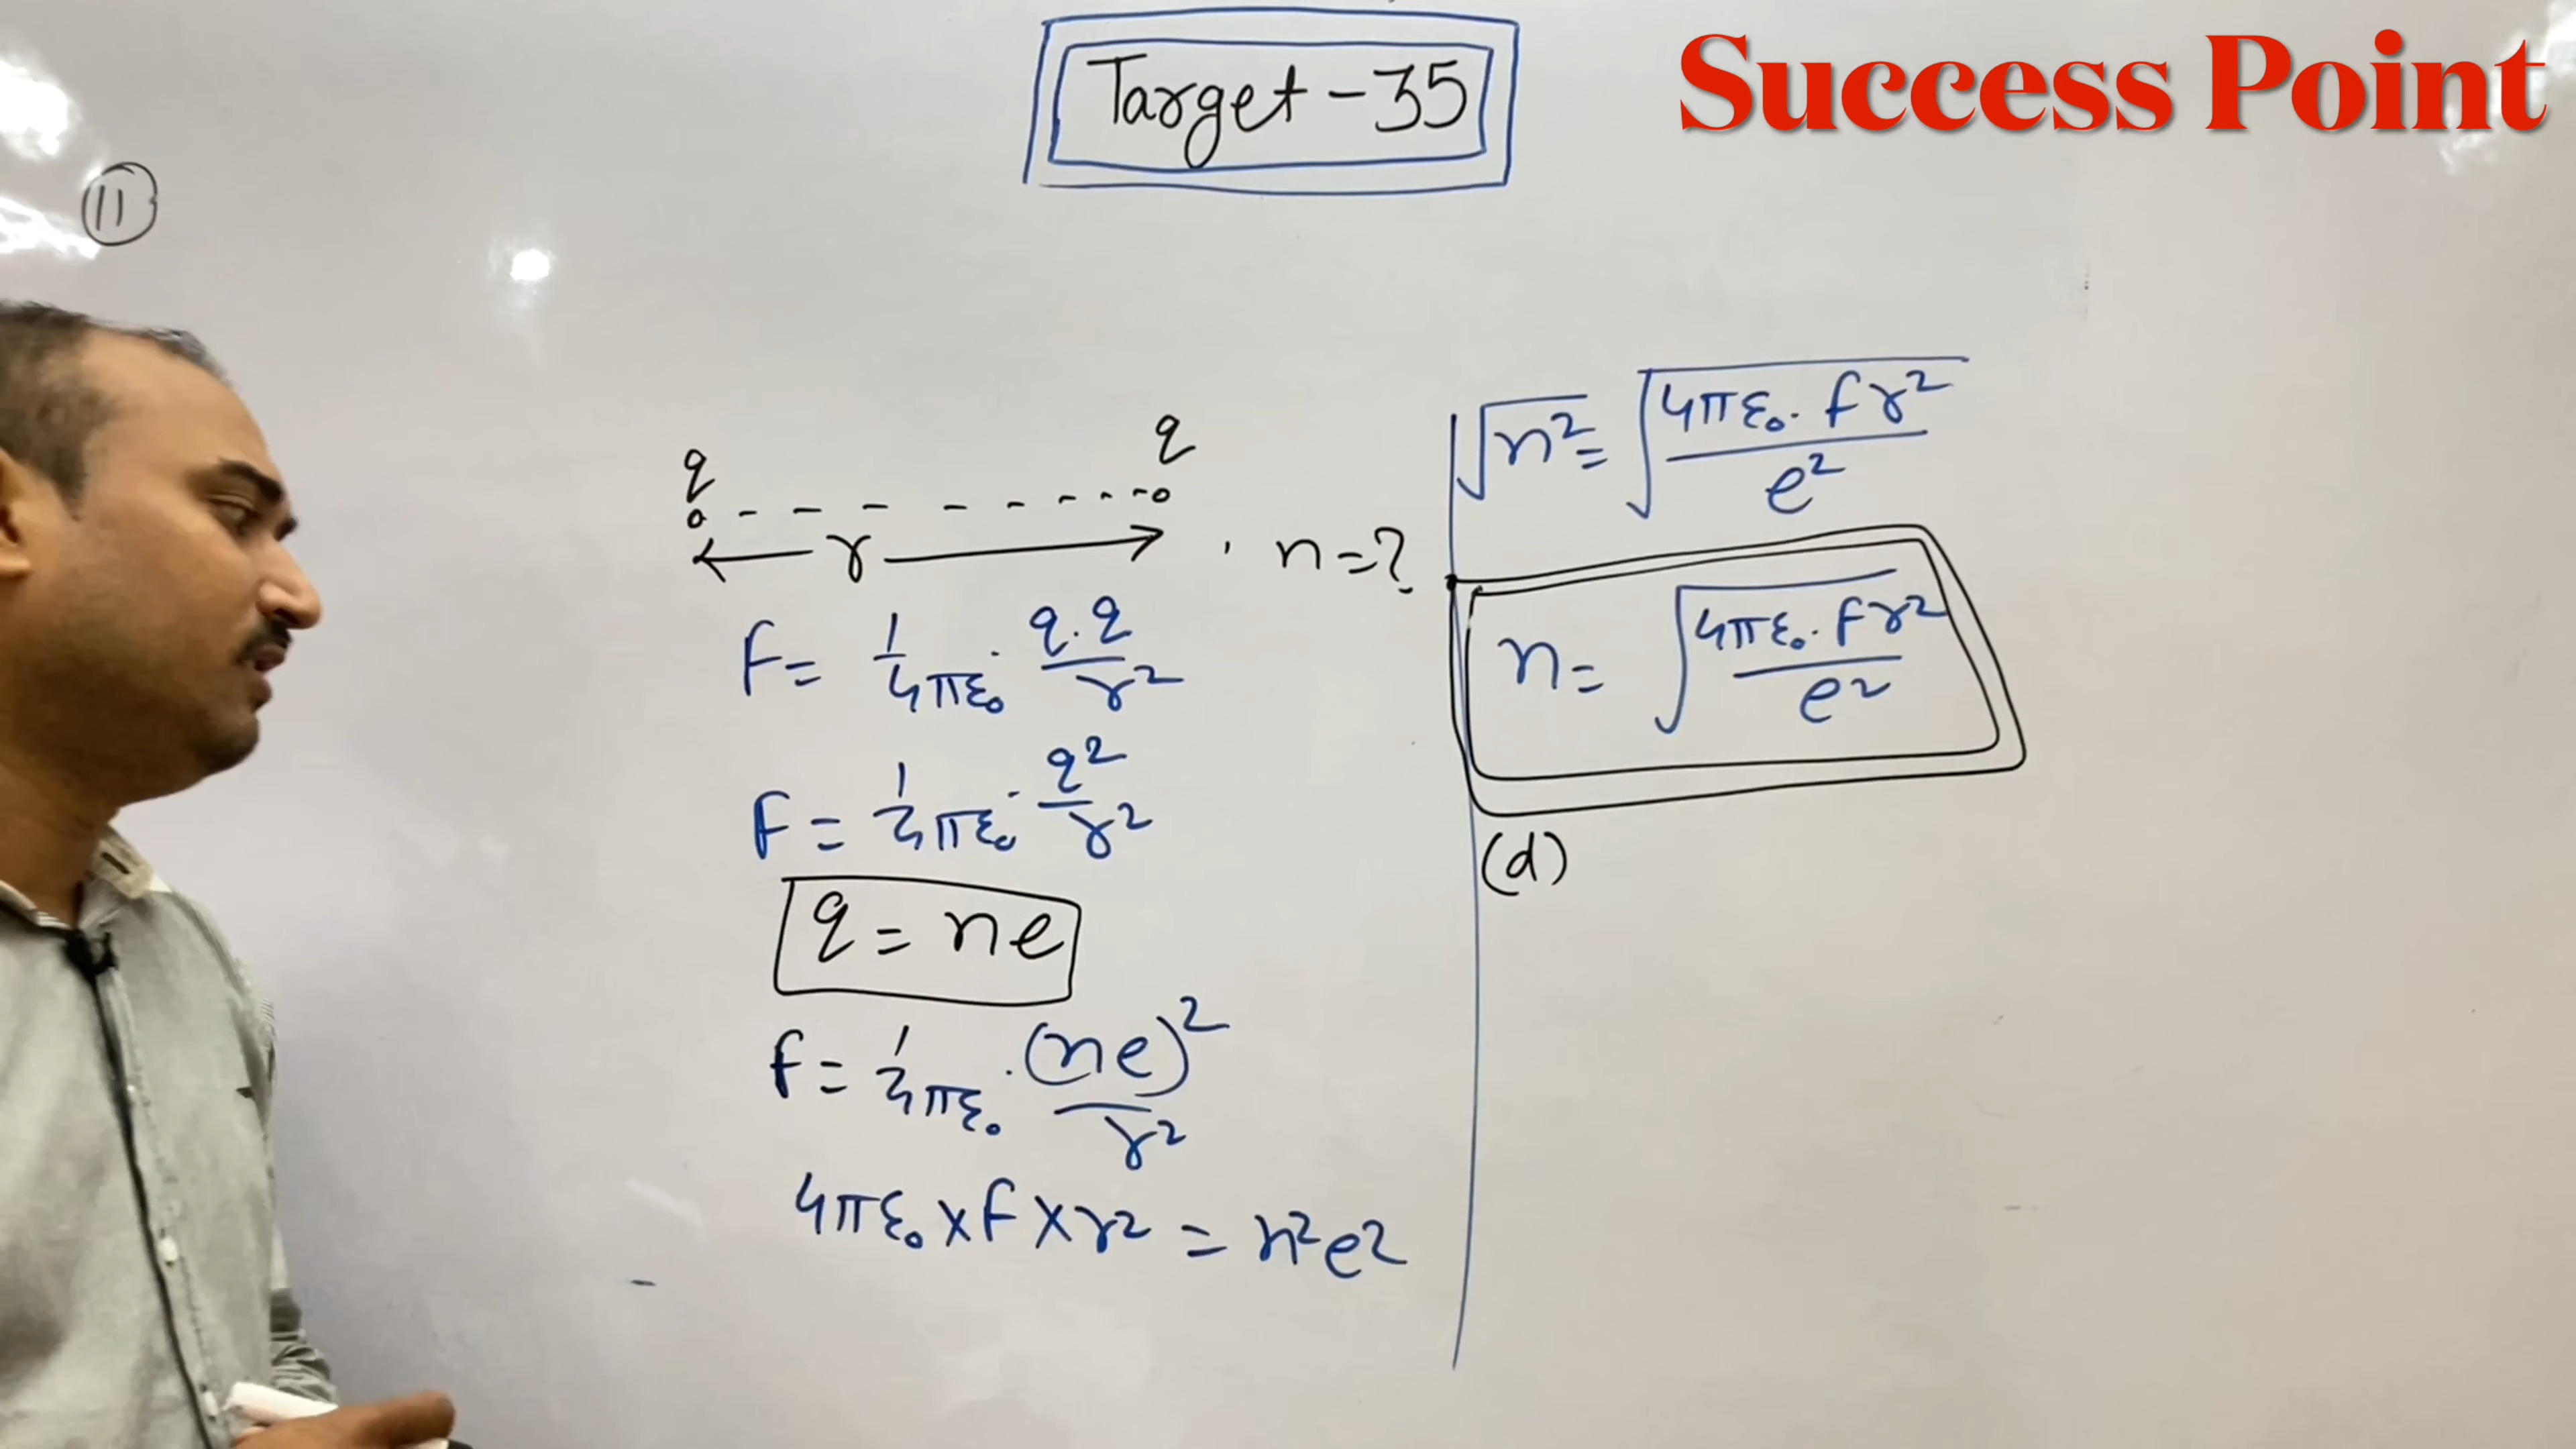 Target - 35
Success Point
11
q q
r
n = ?
F = 1/4πε₀ · q.q/r²
F = 1/4πε₀ · q²/r²
q = ne
F = 1/4πε₀ · (ne)²/r²
4πε₀ × F × r² = n²e²
√n² = √4πε₀ · Fr²/e²
n = √4πε₀ · Fr²/e²
(d)